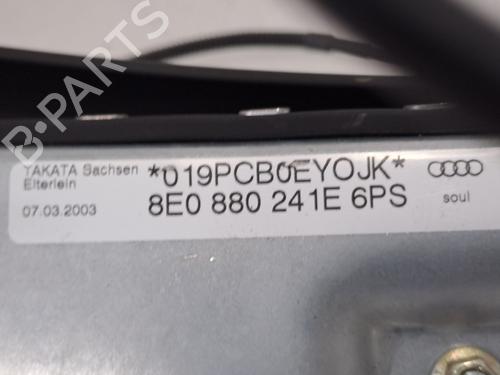 B-PARTS
TAKATA Sachsen
Elterlein
07.03.2003
*019PCB0EYOJK*
8E0 880 241E 6PS
soul